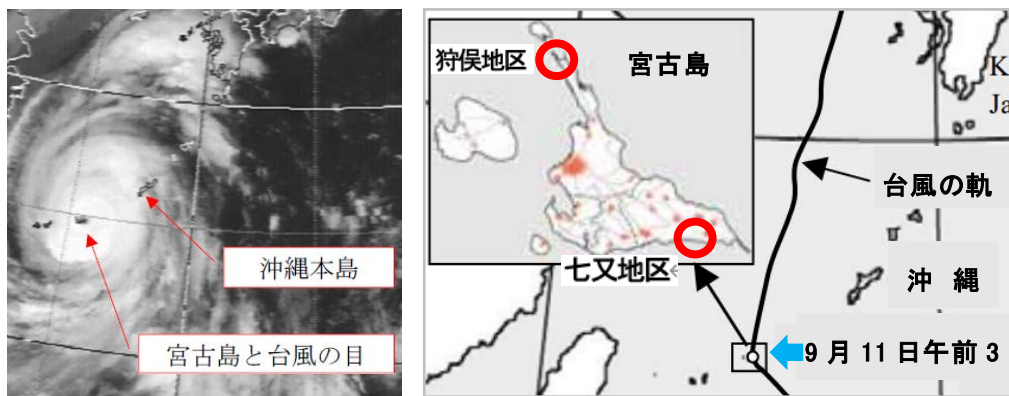 沖縄本島
宮古島と台風の目
狩俣地区
宮古島
七又地区
K
Ja
台風の軌
沖 縄
9 月 11 日午前 3